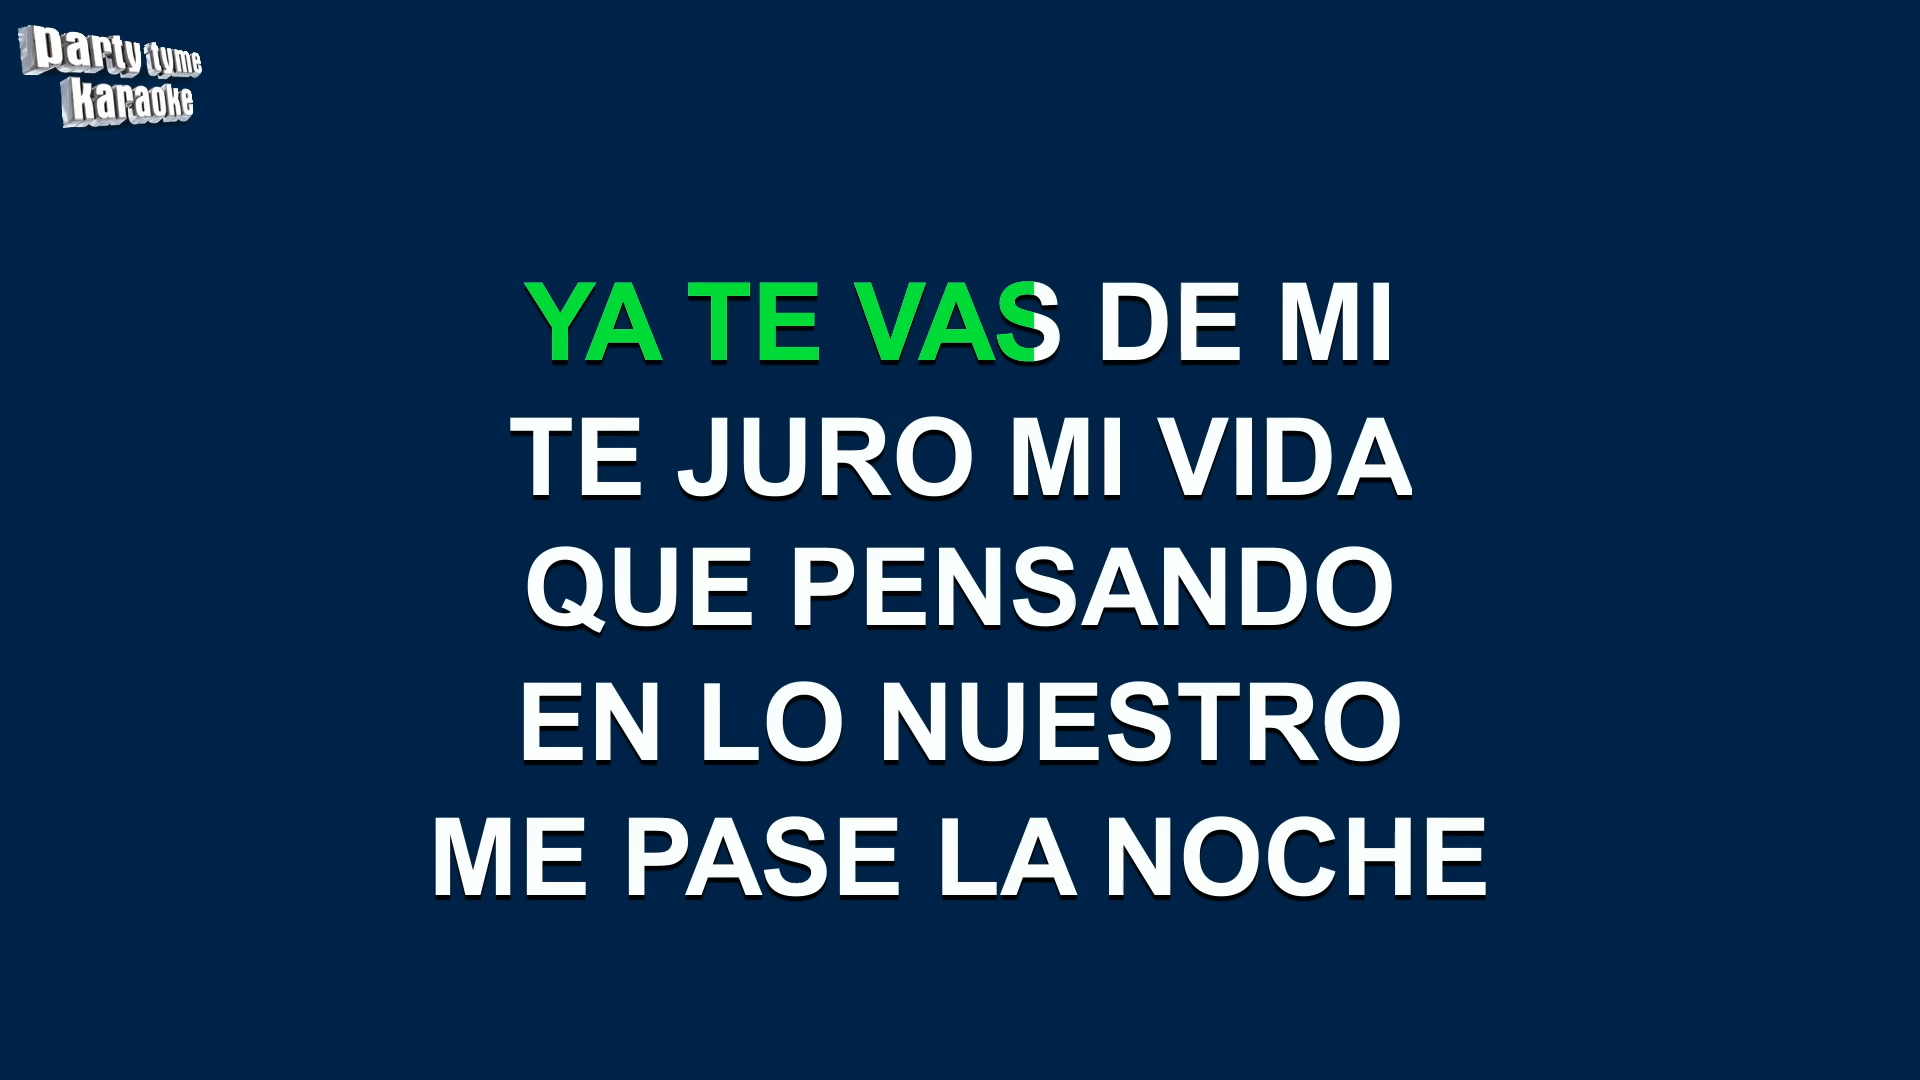 party tyme
karaoke
YA TE VAS DE MI
TE JURO MI VIDA
QUE PENSANDO
EN LO NUESTRO
ME PASE LA NOCHE